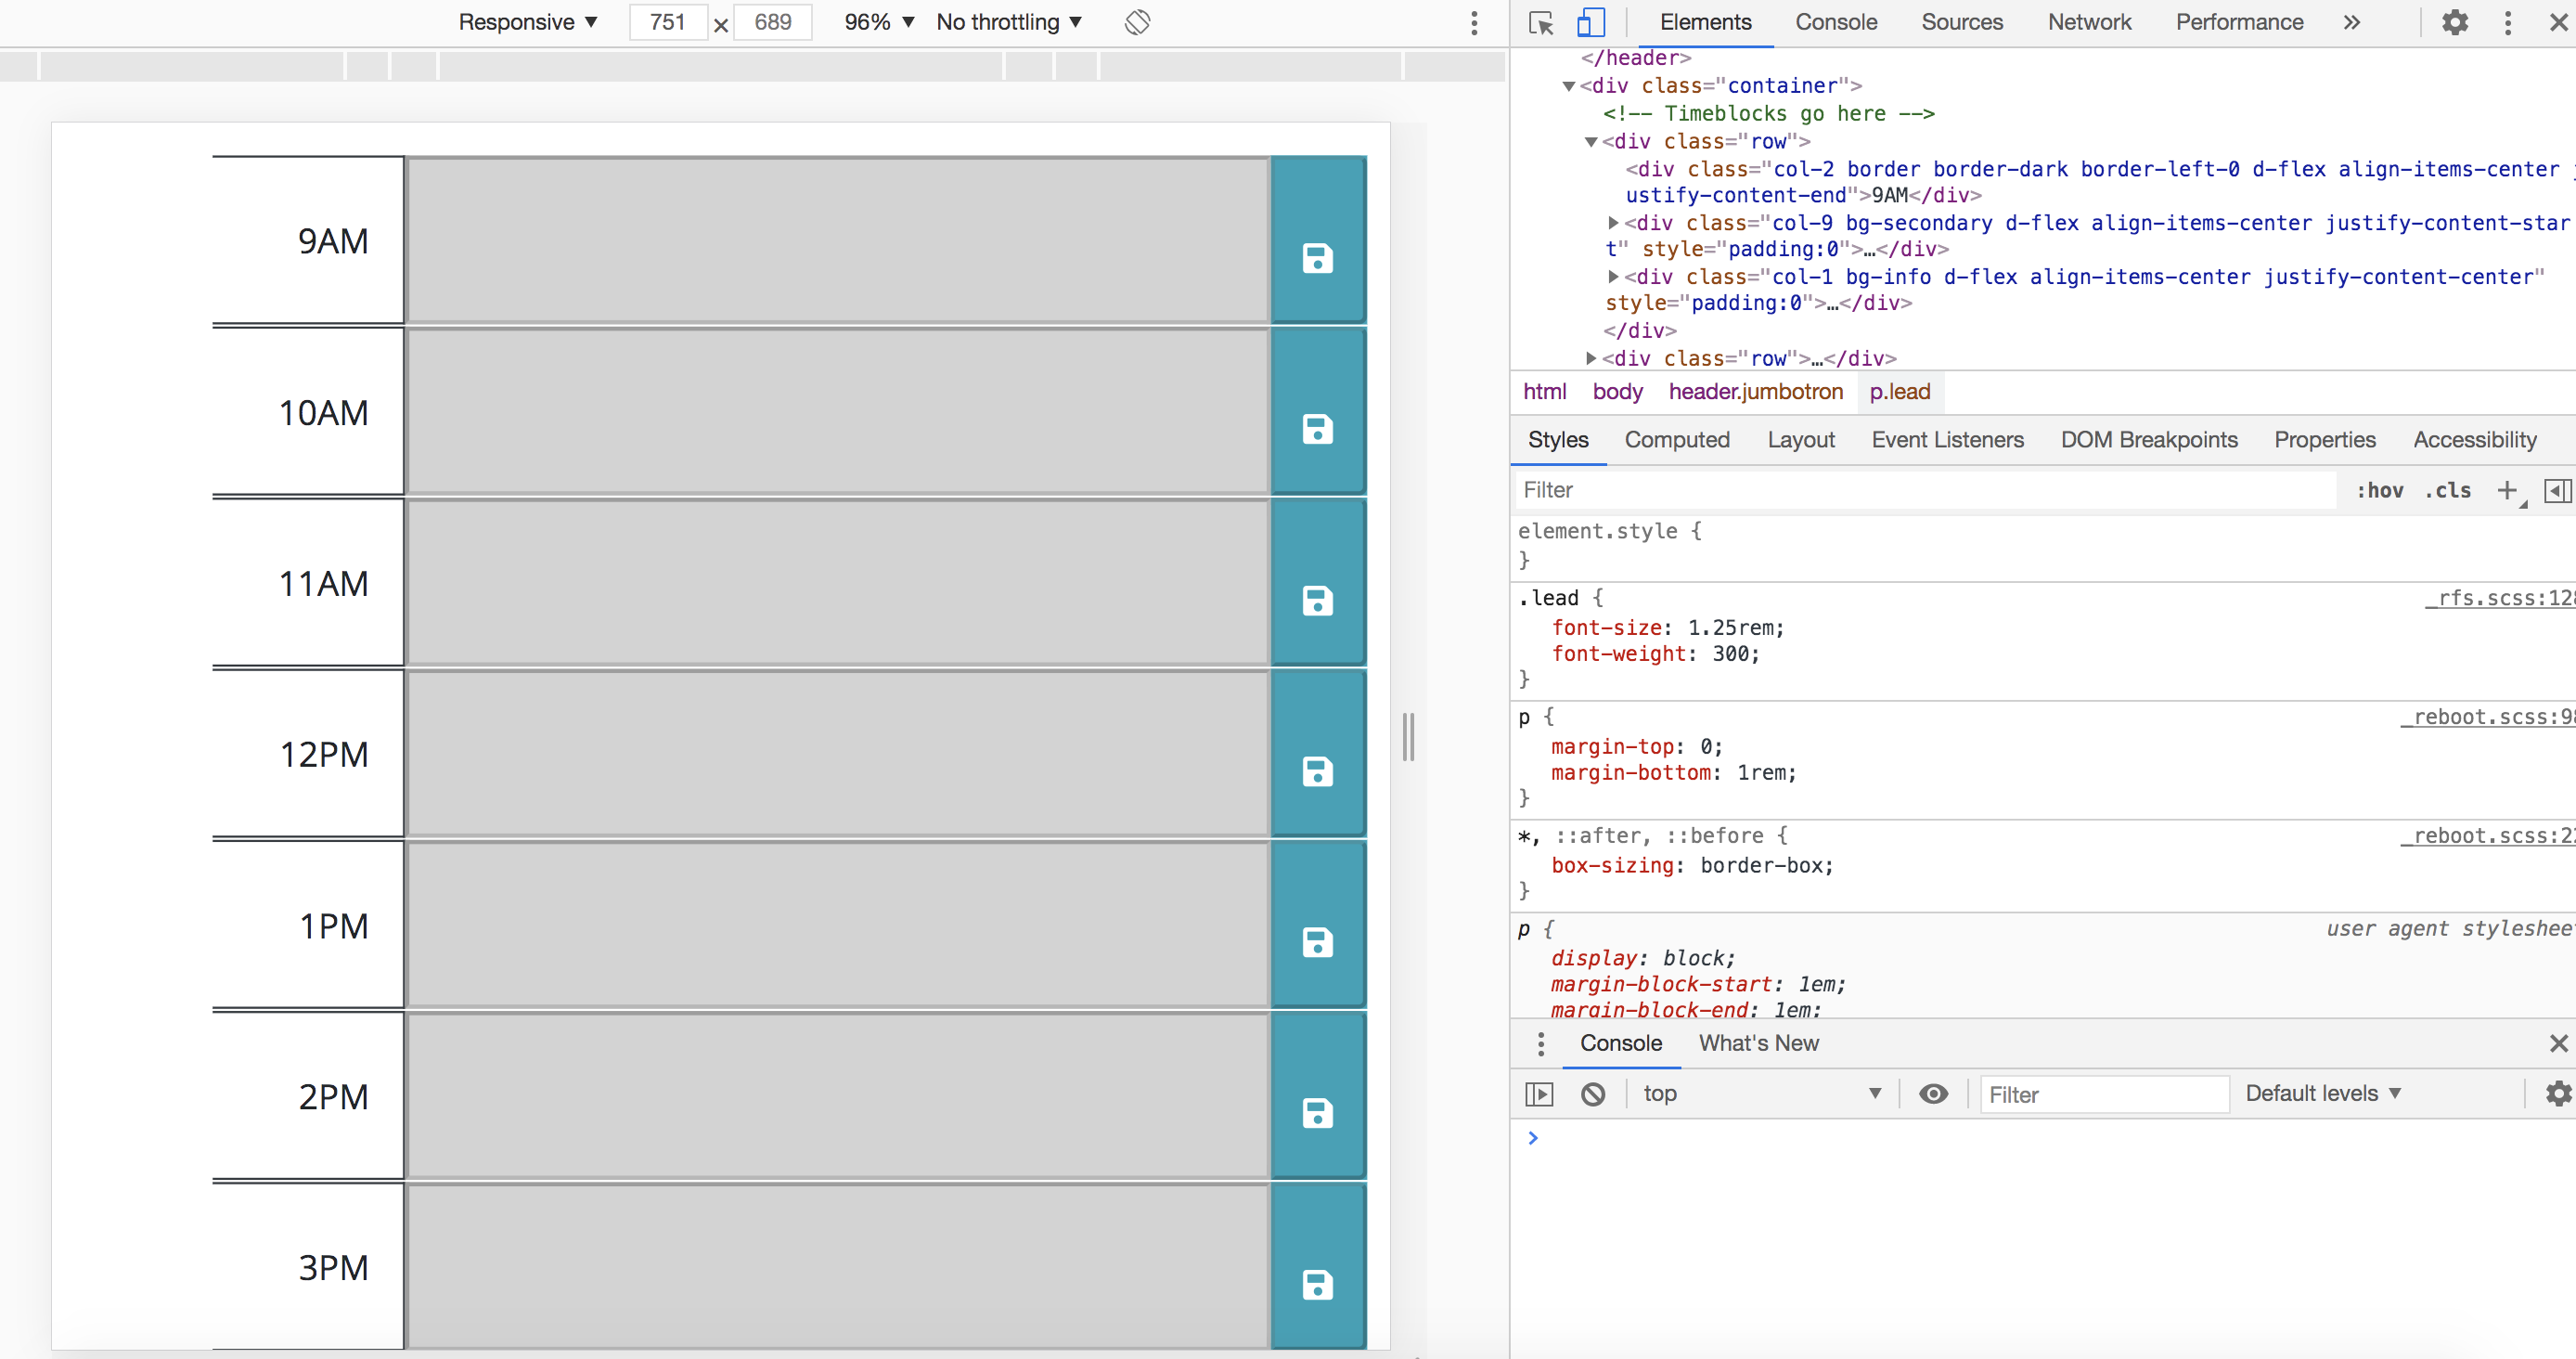 Responsive ▼ 751 × 689 96% ▼ No throttling ▼
9AM
10AM
11AM
12PM
1PM
2PM
3PM
Elements Console Sources Network Performance »
</header>
▼<div class="container">
<!-- Timeblocks go here -->
▼<div class="row">
<div class="col-2 border border-dark border-left-0 d-flex align-items-center j
ustify-content-end">9AM</div>
▶<div class="col-9 bg-secondary d-flex align-items-center justify-content-star
t" style="padding:0">…</div>
▶<div class="col-1 bg-info d-flex align-items-center justify-content-center"
style="padding:0">…</div>
</div>
▶<div class="row">…</div>
html body header.jumbotron p.lead
Styles Computed Layout Event Listeners DOM Breakpoints Properties Accessibility
Filter :hov .cls +
element.style {
}
.lead { _rfs.scss:128
font-size: 1.25rem;
font-weight: 300;
}
p { _reboot.scss:98
margin-top: 0;
margin-bottom: 1rem;
}
*, ::after, ::before { _reboot.scss:22
box-sizing: border-box;
}
p { user agent stylesheet
display: block;
margin-block-start: 1em;
margin-block-end: 1em;
Console What's New
top ▼ Filter Default levels ▼
>